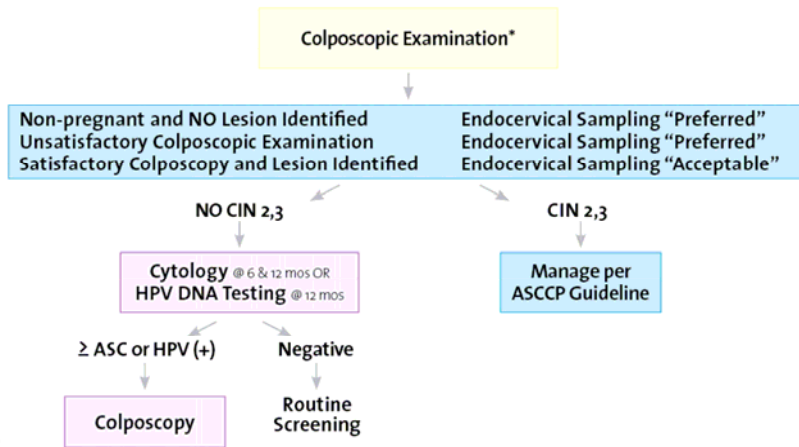 Colposcopic Examination*
Non-pregnant and NO Lesion Identified Endocervical Sampling “Preferred”
Unsatisfactory Colposcopic Examination Endocervical Sampling “Preferred”
Satisfactory Colposcopy and Lesion Identified Endocervical Sampling “Acceptable”
NO CIN 2,3 CIN 2,3
Cytology @ 6 & 12 mos OR
HPV DNA Testing @ 12 mos
Manage per
ASCCP Guideline
≥ ASC or HPV (+) Negative
Colposcopy
Routine
Screening